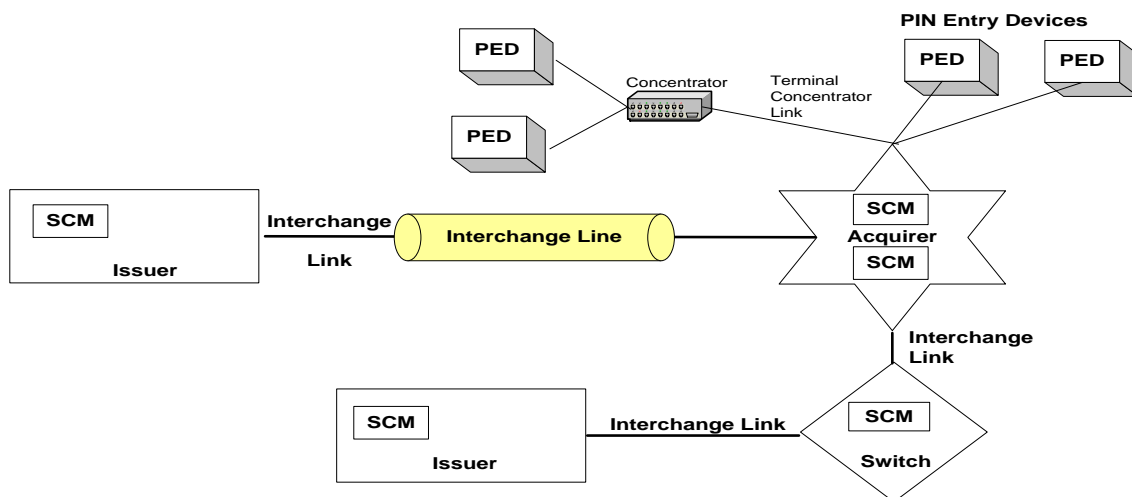 PIN Entry Devices
PED
PED
PED
Concentrator
Terminal
Concentrator
Link
PED
SCM
Interchange
Link
Interchange Line
SCM
Acquirer
SCM
Issuer
Interchange
Link
SCM
Interchange Link
SCM
Issuer
Switch